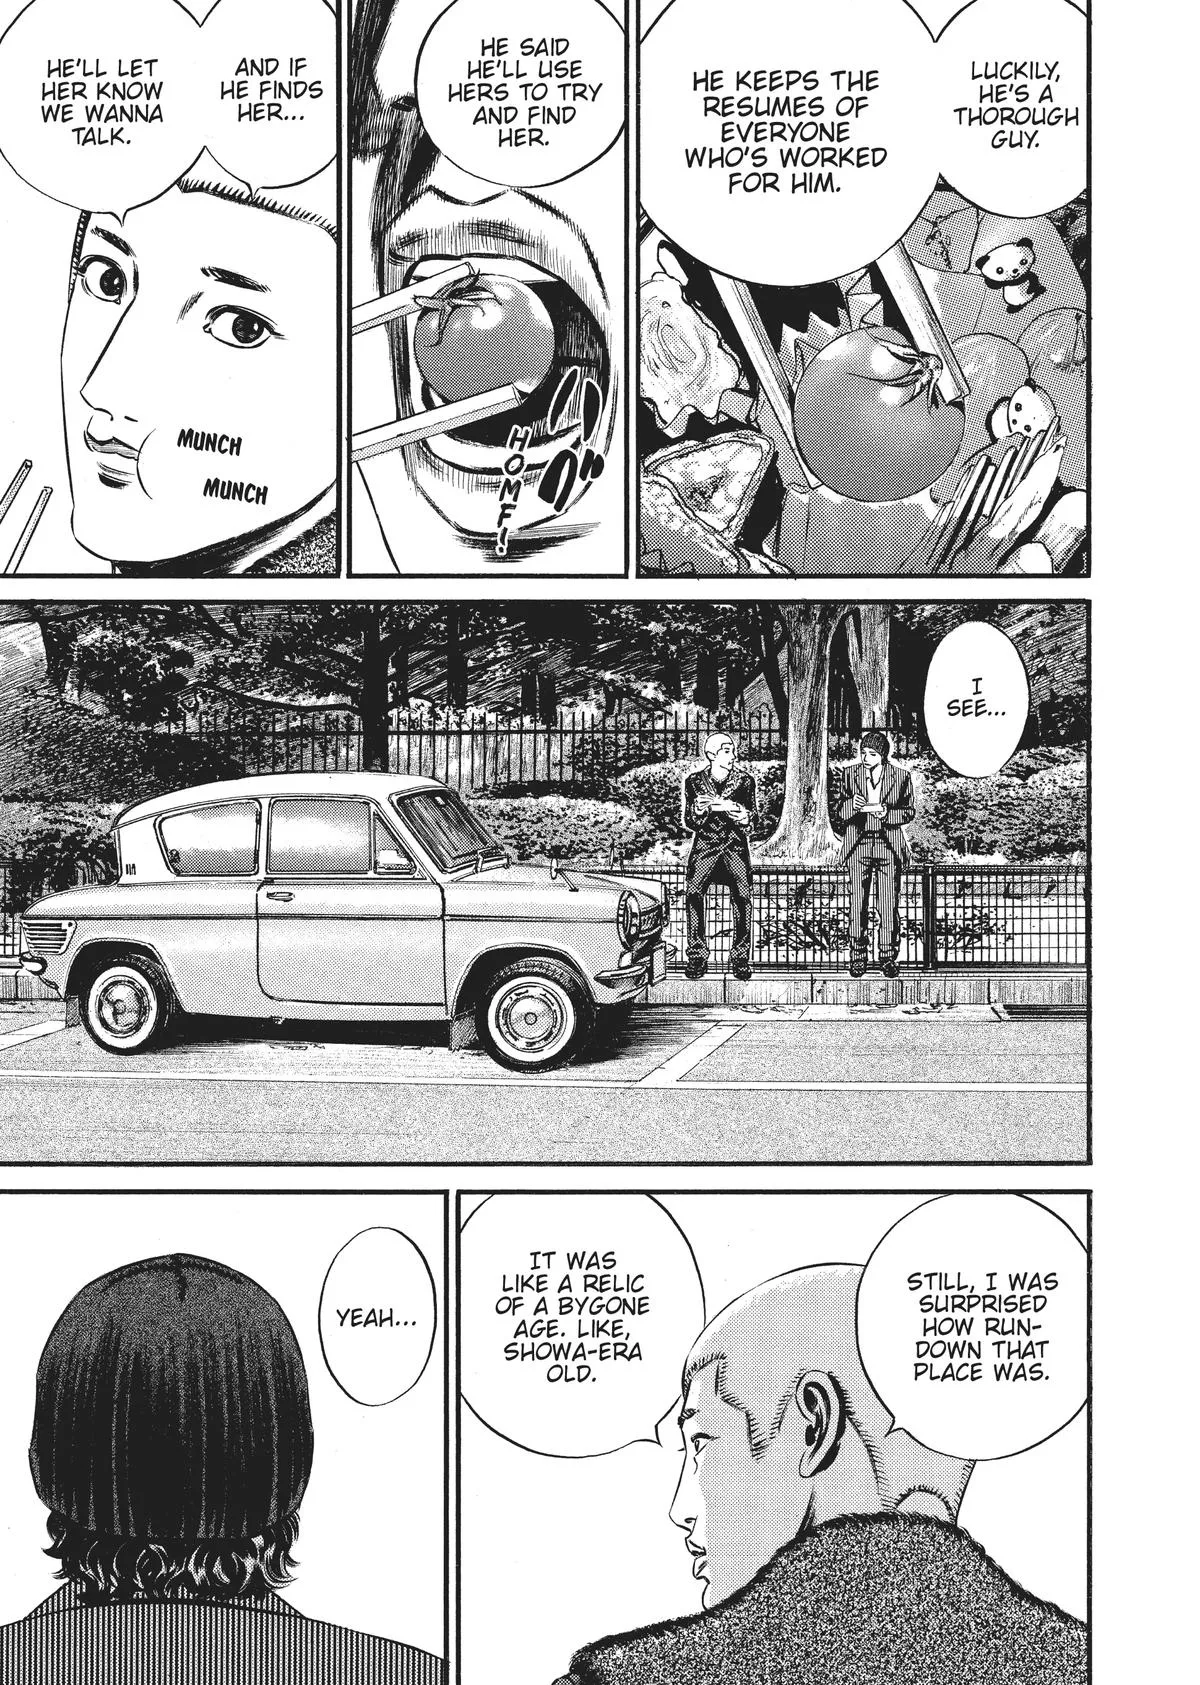 LUCKILY,
HE'S A
THOROUGH
GUY.
HE KEEPS THE
RESUMES OF
EVERYONE
WHO'S WORKED
FOR HIM.
HE SAID
HE'LL USE
HERS TO TRY
AND FIND
HER.
HOMF!
AND IF
HE FINDS
HER...
HE'LL LET
HER KNOW
WE WANNA
TALK.
MUNCH
MUNCH
I
SEE...
STILL, I WAS
SURPRISED
HOW RUN-
DOWN THAT
PLACE WAS.
IT WAS
LIKE A RELIC
OF A BYGONE
AGE. LIKE,
SHOWA-ERA
OLD.
YEAH...